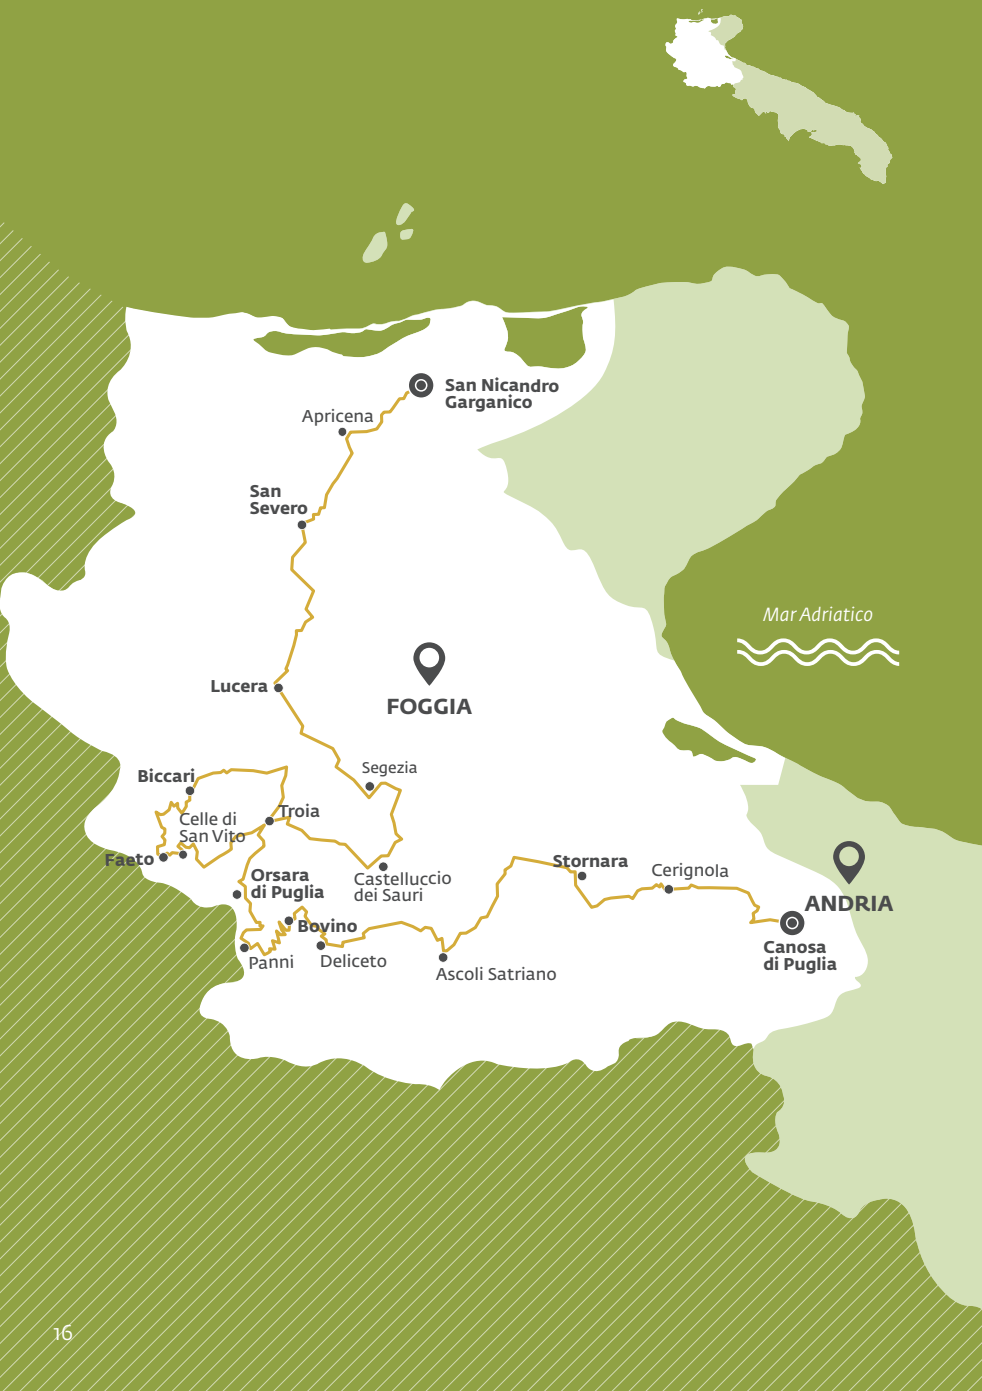 San Nicandro
Garganico
Apricena
San
Severo
Mar Adriatico
Lucera
FOGGIA
Segezia
Biccari
Troia
Celle di
San Vito
Faeto
Stornara
Cerignola
Orsara
di Puglia
Castelluccio
dei Sauri
ANDRIA
Bovino
Canosa
di Puglia
Panni
Deliceto
Ascoli Satriano
16